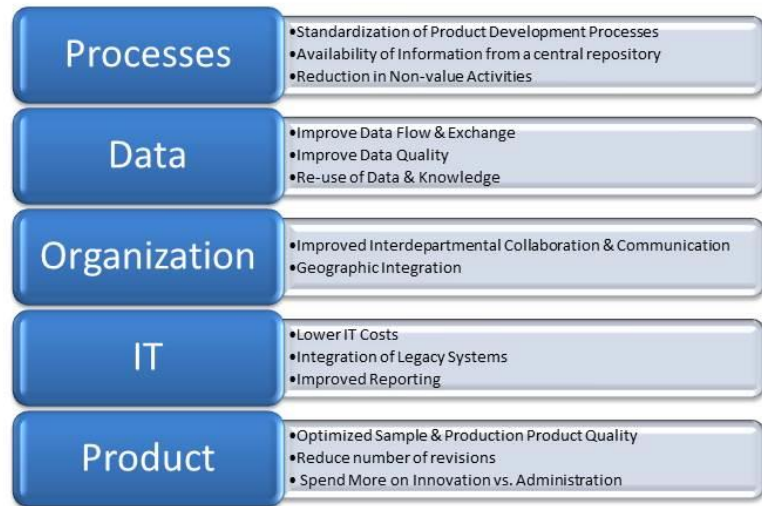 Processes
•Standardization of Product Development Processes
•Availability of Information from a central repository
•Reduction in Non-value Activities
Data
•Improve Data Flow & Exchange
•Improve Data Quality
•Re-use of Data & Knowledge
Organization
•Improved Interdepartmental Collaboration & Communication
•Geographic Integration
IT
•Lower IT Costs
•Integration of Legacy Systems
•Improved Reporting
Product
•Optimized Sample & Production Product Quality
•Reduce number of revisions
• Spend More on Innovation vs. Administration